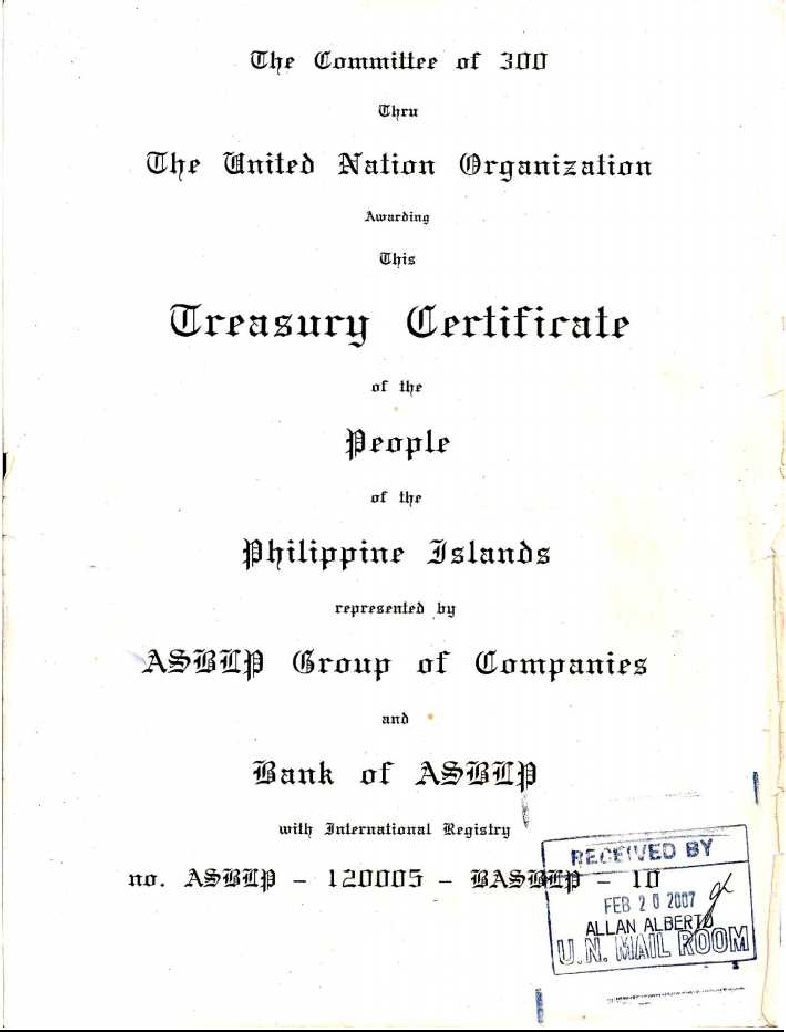 The Committee of 300
Thru
The United Nation Organization
Awarding
This
Treasury Certificate
of the
People
of the
Philippine Islands
represented by
ASBLP Group of Companies
and
Bank of ASBLP
with International Registry
no. ASBLP - 120005 - BASBLP - 10
RECEIVED BY
FEB 20 2007
ALLAN ALBERTO
U.N. MAIL ROOM
1